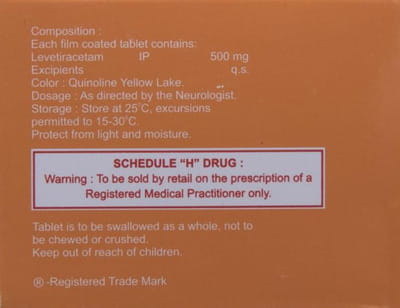 Composition :
Each film coated tablet contains:
Levetiracetam IP 500 mg
Excipients q.s.
Color : Quinoline Yellow Lake.
Dosage : As directed by the Neurologist.
Storage : Store at 25°C, excursions
permitted to 15-30°C.
Protect from light and moisture.
SCHEDULE "H" DRUG :
Warning : To be sold by retail on the prescription of a
Registered Medical Practitioner only.
Tablet is to be swallowed as a whole, not to
be chewed or crushed.
Keep out of reach of children.
® -Registered Trade Mark